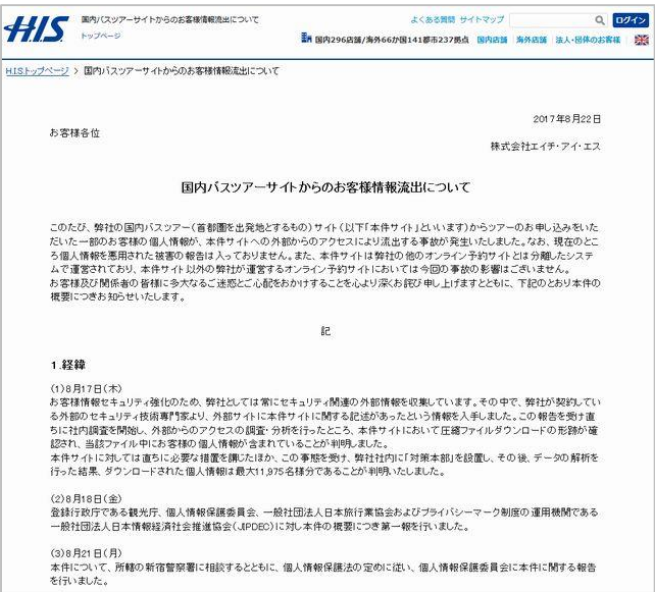 H.I.S.
国内バスツアーサイトからのお客様情報流出について
トップページ
よくある質問 サイトマップ
ログイン
国内296店舗/海外66か国141都市237拠点 国内店舗 海外店舗 法人・団体のお客様
H.I.Sトップページ > 国内バスツアーサイトからのお客様情報流出について
2017年8月22日
お客様各位
株式会社エイチ・アイ・エス
国内バスツアーサイトからのお客様情報流出について
このたび、弊社の国内バスツアー(首都圏を出発地とするもの)サイト(以下「本件サイト」といいます)からツアーのお申し込みをいた
だいた一部のお客様の個人情報が、本件サイトへの外部からのアクセスにより流出する事故が発生いたしました。なお、現在のとこ
ろ個人情報を悪用された被害の報告は入っておりません。また、本件サイトは弊社の他のオンライン予約サイトとは分離したシステ
ムで運営されており、本件サイト以外の弊社が運営するオンライン予約サイトにおいては今回の事故の影響はございません。
お客様及び関係者の皆様に多大なるご迷惑とご心配をおかけすることを心より深くお詫び申し上げますとともに、下記のとおり本件の
概要につきお知らせいたします。
記
1.経緯
(1)8月17日(木)
お客様情報セキュリティ強化のため、弊社としては常にセキュリティ関連の外部情報を収集しています。その中で、弊社が契約してい
る外部のセキュリティ技術専門家より、外部サイトに本件サイトに関する記述があったという情報を入手しました。この報告を受け直
ちに社内調査を開始し、外部からのアクセスの調査・分析を行ったところ、本件サイトにおいて圧縮ファイルダウンロードの形跡が確
認され、当該ファイル中にお客様の個人情報が含まれていることが判明しました。
本件サイトに対しては直ちに必要な措置を講じたほか、この事態を受け、弊社社内に「対策本部」を設置し、その後、データの解析を
行った結果、ダウンロードされた個人情報は最大11,975名様分であることが判明いたしました。
(2)8月18日(金)
登録行政庁である観光庁、個人情報保護委員会、一般社団法人日本旅行業協会およびプライバシーマーク制度の運用機関である
一般社団法人日本情報経済社会推進協会(JIPDEC)に対し本件の概要につき第一報を行いました。
(3)8月21日(月)
本件について、所轄の新宿警察署に相談するとともに、個人情報保護法の定めに従い、個人情報保護委員会に本件に関する報告
を行いました。